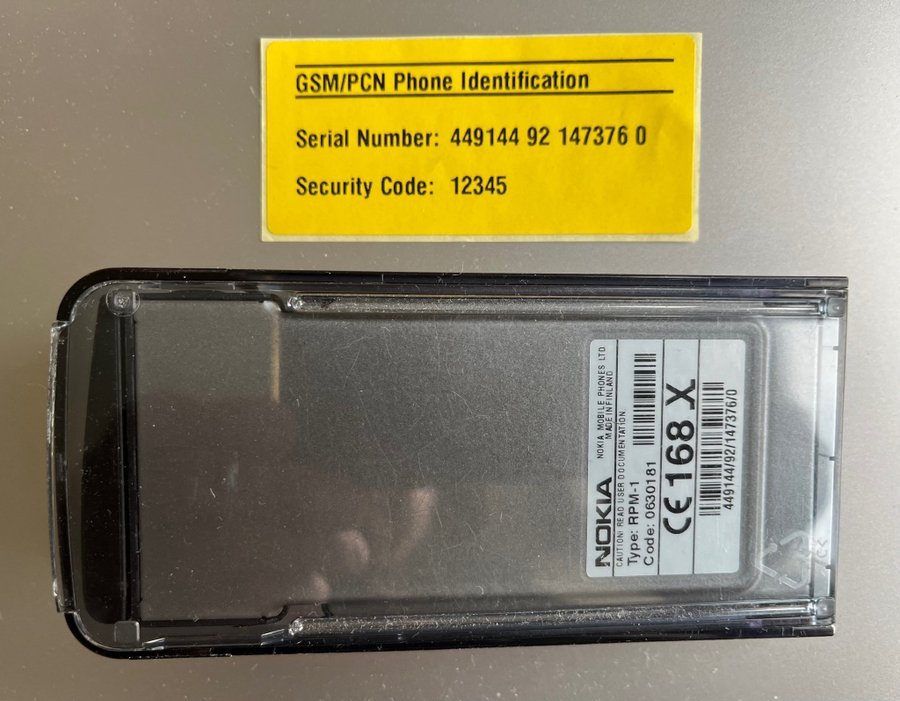 GSM/PCN Phone Identification
Serial Number: 449144 92 147376 0
Security Code: 12345
NOKIA NOKIA MOBILE PHONES LTD
MADE IN FINLAND
CAUTION! READ USER DOCUMENTATION.
Type: RPM-1
Code: 0630181
CE 168 X
449144/92/147376/0